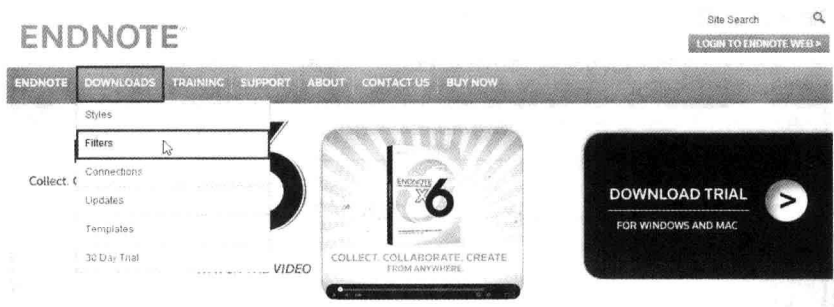 Site Search
ENDNOTE
LOGIN TO ENDNOTE WEB >
ENDNOTE DOWNLOADS TRAINING SUPPORT ABOUT CONTACT US BUY NOW
Styles
Filters
Connections
Updates
Templates
30 Day Trial
Collect.
THE VIDEO
ENDNOTE
X6
COLLECT. COLLABORATE. CREATE
FROM ANYWHERE.
DOWNLOAD TRIAL
>
FOR WINDOWS AND MAC